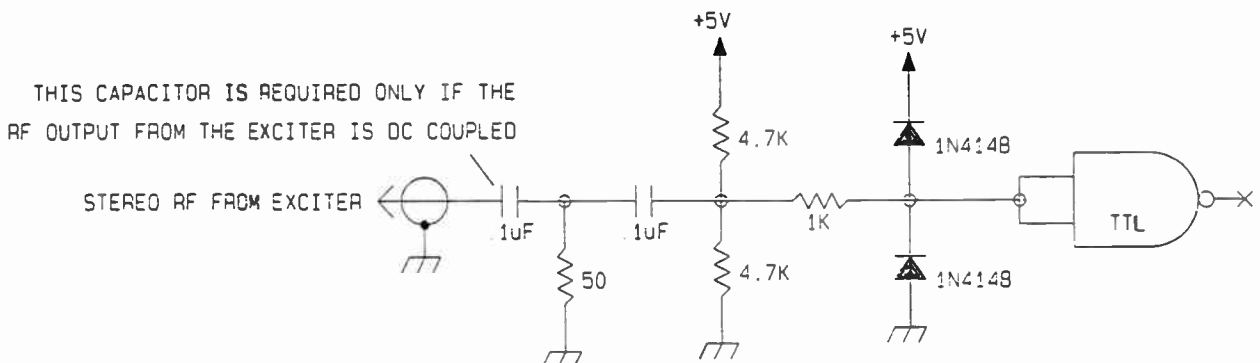 +5V
+5V
THIS CAPACITOR IS REQUIRED ONLY IF THE
RF OUTPUT FROM THE EXCITER IS DC COUPLED
4.7K
1N4148
STEREO RF FROM EXCITER
.1uF
.1uF
1K
TTL
50
4.7K
1N4148